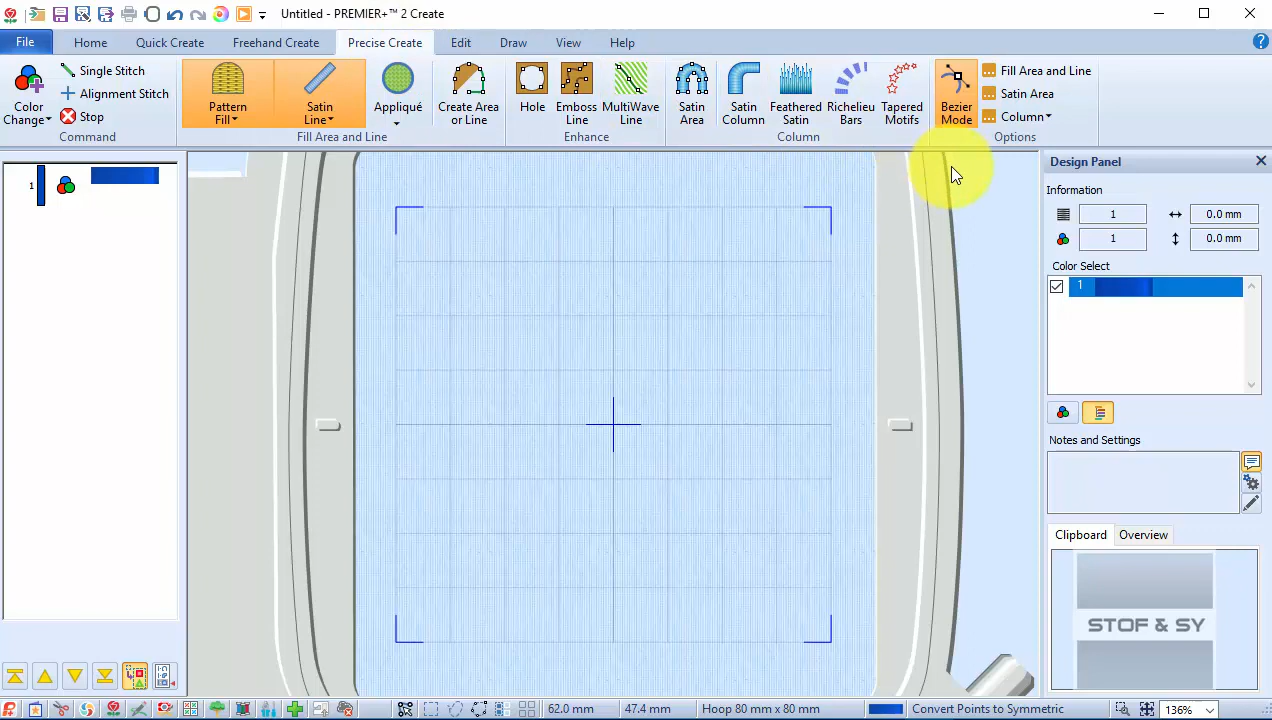 Untitled - PREMIER+™ 2 Create
File Home Quick Create Freehand Create Precise Create Edit Draw View Help
Color Change
Single Stitch
Alignment Stitch
Stop
Pattern Fill
Satin Line
Appliqué
Create Area or Line
Hole
Emboss Line
MultiWave Line
Satin Area
Satin Column
Feathered Satin
Richelieu Bars
Tapered Motifs
Bezier Mode
Fill Area and Line
Satin Area
Column
Command Fill Area and Line Enhance Column Options
1
Design Panel
Information
1 0.0 mm
1 0.0 mm
Color Select
1
Notes and Settings
Clipboard Overview
STOF & SY
62.0 mm 47.4 mm Hoop 80 mm x 80 mm Convert Points to Symmetric 136%